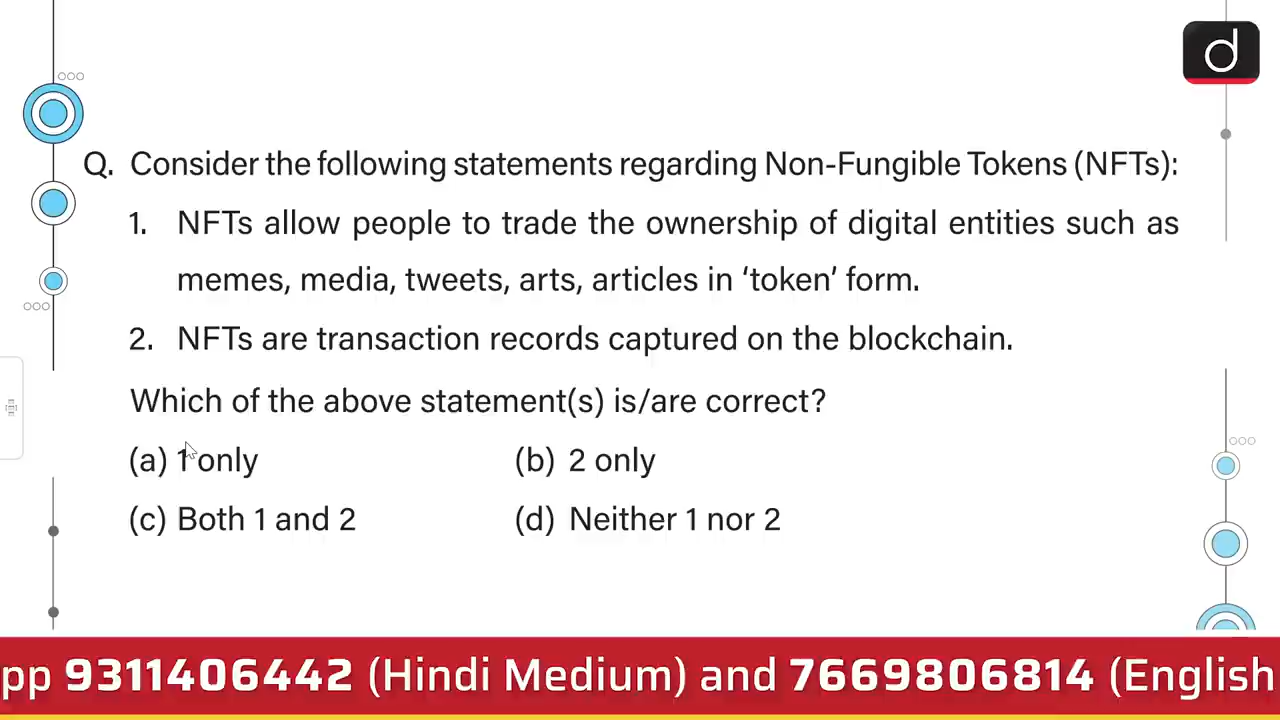 d
Q. Consider the following statements regarding Non-Fungible Tokens (NFTs):
1. NFTs allow people to trade the ownership of digital entities such as
memes, media, tweets, arts, articles in ‘token’ form.
2. NFTs are transaction records captured on the blockchain.
Which of the above statement(s) is/are correct?
(a) 1 only (b) 2 only
(c) Both 1 and 2 (d) Neither 1 nor 2
pp 9311406442 (Hindi Medium) and 7669806814 (English